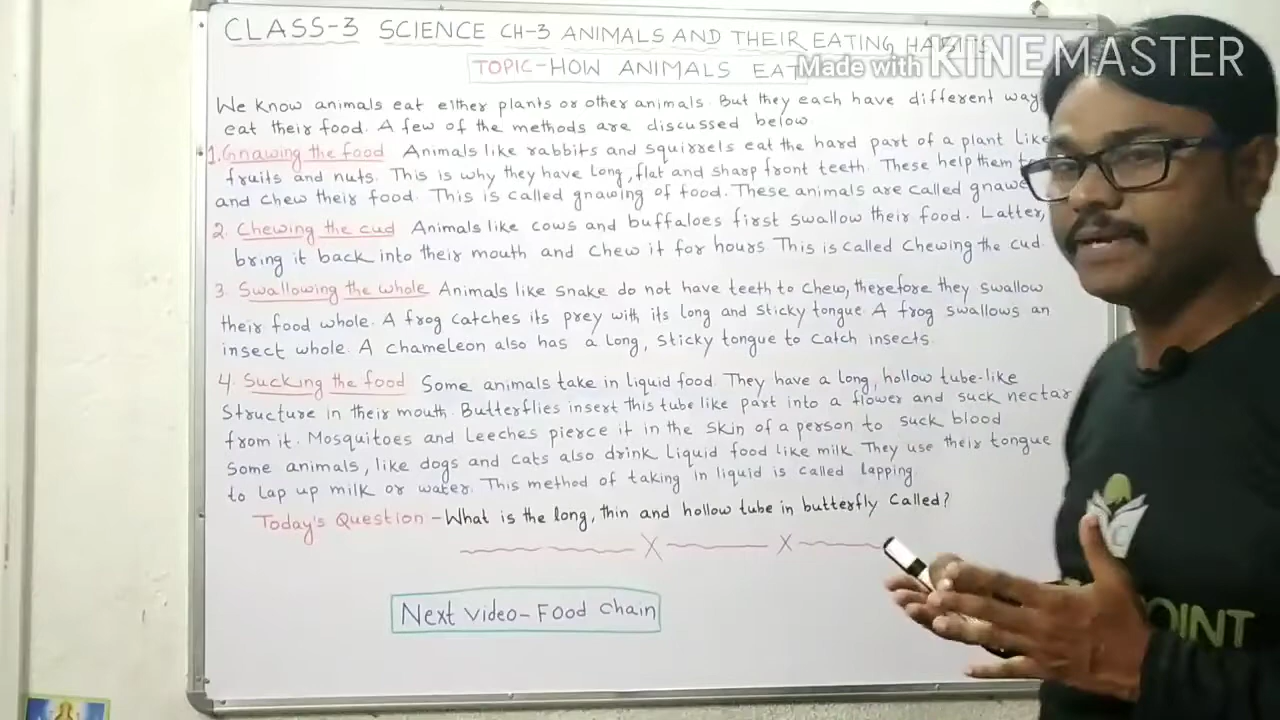 CLASS-3 SCIENCE CH-3 ANIMALS AND THEIR EATING HABITS
TOPIC-HOW ANIMALS EAT
Made with KINEMASTER
We know animals eat either plants or other animals. But they each have different way
eat their food. A few of the methods are discussed below
1. Gnawing the food Animals like rabbits and squirrels eat the hard part of a plant like
fruits and nuts. This is why they have long, flat and sharp front teeth. These help them to
and chew their food. This is called gnawing of food. These animals are called gnawe
2. Chewing the cud Animals like cows and buffaloes first swallow their food. Latter,
bring it back into their mouth and chew it for hours This is called chewing the cud.
3. Swallowing the whole Animals like snake do not have teeth to chew, therefore they swallow
their food whole. A frog catches its prey with its long and sticky tongue. A frog swallows an
insect whole. A chameleon also has a long, sticky tongue to catch insects.
4. Sucking the food Some animals take in liquid food. They have a long, hollow tube-like
structure in their mouth. Butterflies insert this tube like part into a flower and suck nectar
from it. Mosquitoes and Leeches pierce it in the skin of a person to suck blood
Some animals, like dogs and cats also drink liquid food like milk. They use their tongue
to lap up milk or water. This method of taking in liquid is called lapping
Today's Question - What is the long, thin and hollow tube in butterfly called?
Next video- Food chain
POINT